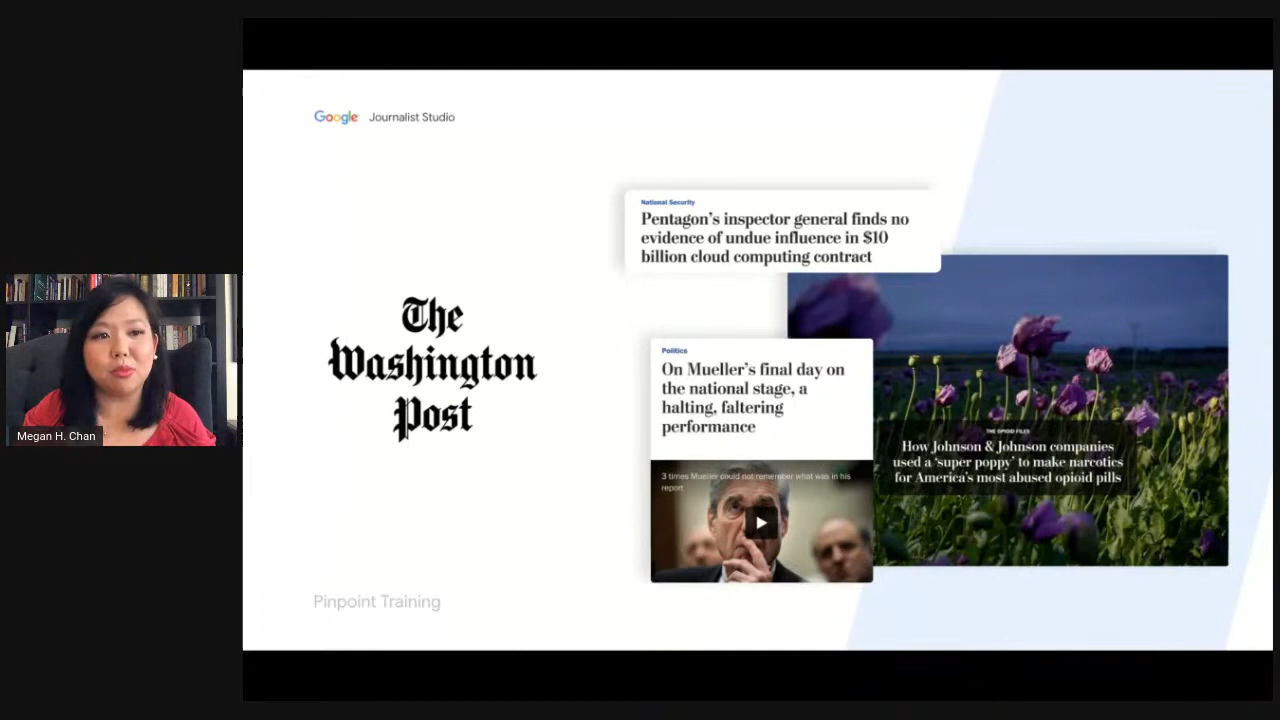 Google Journalist Studio
National Security
Pentagon's inspector general finds no
evidence of undue influence in $10
billion cloud computing contract
The
Washington
Post
Politics
On Mueller's final day on
the national stage, a
halting, faltering
performance
3 times Mueller could not remember what was in his
report
THE OPIOID FILES
How Johnson & Johnson companies
used a 'super poppy' to make narcotics
for America's most abused opioid pills
Megan H. Chan
Pinpoint Training